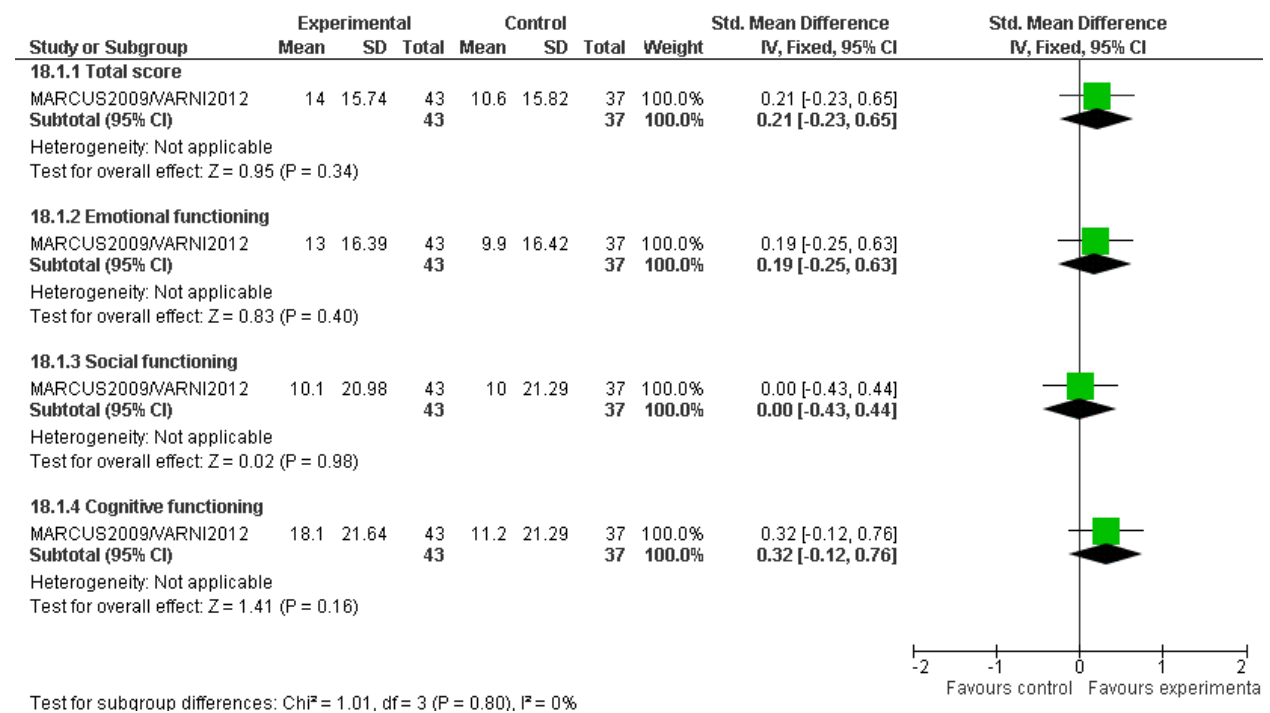 Experimental Control Std. Mean Difference Std. Mean Difference
Study or Subgroup Mean SD Total Mean SD Total Weight IV, Fixed, 95% CI IV, Fixed, 95% CI
18.1.1 Total score
MARCUS2009/VARNI2012 14 15.74 43 10.6 15.82 37 100.0% 0.21 [-0.23, 0.65]
Subtotal (95% CI) 43 37 100.0% 0.21 [-0.23, 0.65]
Heterogeneity: Not applicable
Test for overall effect: Z = 0.95 (P = 0.34)
18.1.2 Emotional functioning
MARCUS2009/VARNI2012 13 16.39 43 9.9 16.42 37 100.0% 0.19 [-0.25, 0.63]
Subtotal (95% CI) 43 37 100.0% 0.19 [-0.25, 0.63]
Heterogeneity: Not applicable
Test for overall effect: Z = 0.83 (P = 0.40)
18.1.3 Social functioning
MARCUS2009/VARNI2012 10.1 20.98 43 10 21.29 37 100.0% 0.00 [-0.43, 0.44]
Subtotal (95% CI) 43 37 100.0% 0.00 [-0.43, 0.44]
Heterogeneity: Not applicable
Test for overall effect: Z = 0.02 (P = 0.98)
18.1.4 Cognitive functioning
MARCUS2009/VARNI2012 18.1 21.64 43 11.2 21.29 37 100.0% 0.32 [-0.12, 0.76]
Subtotal (95% CI) 43 37 100.0% 0.32 [-0.12, 0.76]
Heterogeneity: Not applicable
Test for overall effect: Z = 1.41 (P = 0.16)
-2 -1 0 1 2
Favours control Favours experimenta
Test for subgroup differences: Chi² = 1.01, df = 3 (P = 0.80), I² = 0%